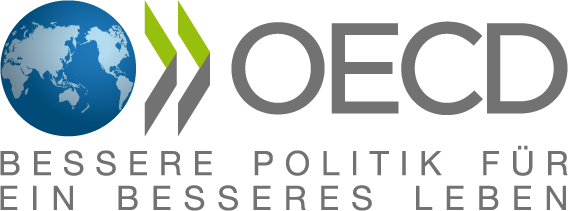 OECD
BESSERE POLITIK FÜR
EIN BESSERES LEBEN